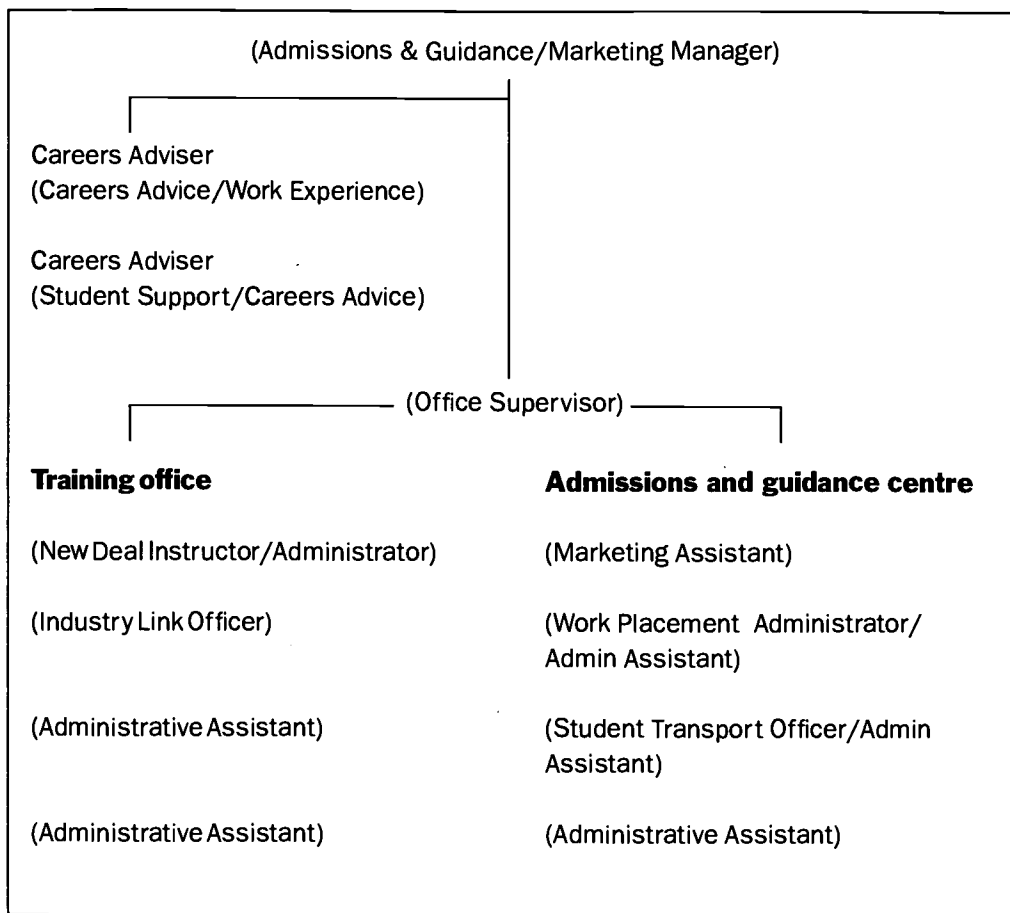 (Admissions & Guidance/Marketing Manager)
Careers Adviser
(Careers Advice/Work Experience)
Careers Adviser
(Student Support/Careers Advice)
(Office Supervisor)
Training office
(New Deal Instructor/Administrator)
(Industry Link Officer)
(Administrative Assistant)
(Administrative Assistant)
Admissions and guidance centre
(Marketing Assistant)
(Work Placement Administrator/
Admin Assistant)
(Student Transport Officer/Admin
Assistant)
(Administrative Assistant)